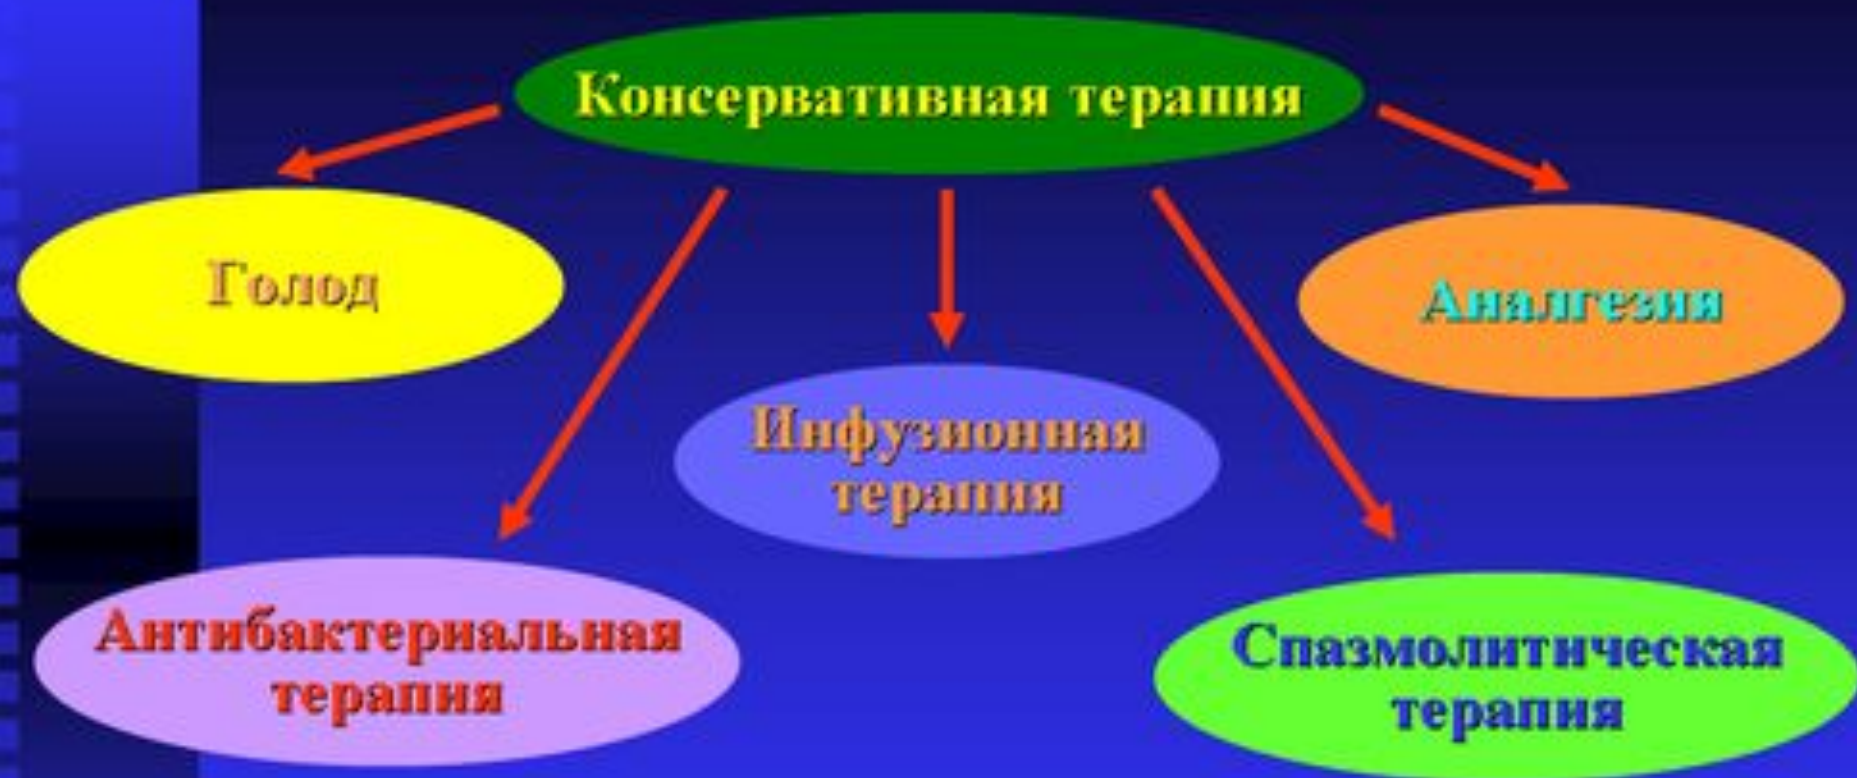 Консервативная терапия
Голод
Аналгезия
Инфузионная
терапия
Антибактериальная
терапия
Спазмолитическая
терапия